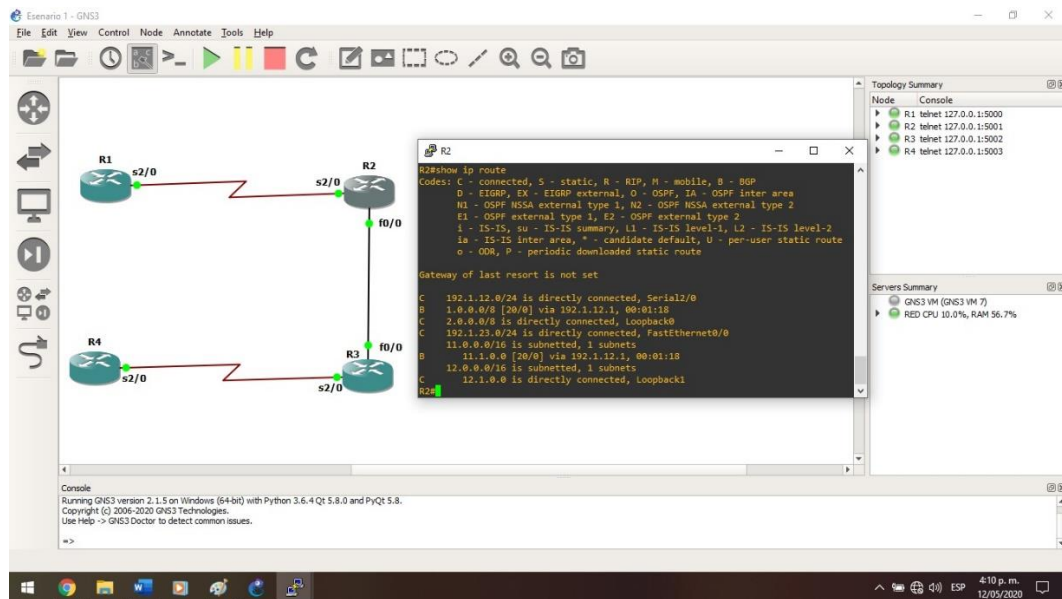 Esenario 1 - GNS3
File Edit View Control Node Annotate Tools Help
R1
s2/0
R2
s2/0
f0/0
R4
s2/0
R3
f0/0
s2/0
R2
R2#show ip route
Codes: C - connected, S - static, R - RIP, M - mobile, B - BGP
D - EIGRP, EX - EIGRP external, O - OSPF, IA - OSPF inter area
N1 - OSPF NSSA external type 1, N2 - OSPF NSSA external type 2
E1 - OSPF external type 1, E2 - OSPF external type 2
i - IS-IS, su - IS-IS summary, L1 - IS-IS level-1, L2 - IS-IS level-2
ia - IS-IS inter area, * - candidate default, U - per-user static route
o - ODR, P - periodic downloaded static route
Gateway of last resort is not set
C 192.1.12.0/24 is directly connected, Serial2/0
B 1.0.0.0/8 [20/0] via 192.1.12.1, 00:01:18
C 2.0.0.0/8 is directly connected, Loopback0
C 192.1.23.0/24 is directly connected, FastEthernet0/0
11.0.0.0/16 is subnetted, 1 subnets
B 11.1.0.0 [20/0] via 192.1.12.1, 00:01:18
12.0.0.0/16 is subnetted, 1 subnets
C 12.1.0.0 is directly connected, Loopback1
R2#
Topology Summary
Node Console
R1 telnet 127.0.0.1:5000
R2 telnet 127.0.0.1:5001
R3 telnet 127.0.0.1:5002
R4 telnet 127.0.0.1:5003
Servers Summary
GNS3 VM (GNS3 VM 7)
RED CPU 10.0%, RAM 56.7%
Console
Running GNS3 version 2.1.5 on Windows (64-bit) with Python 3.6.4 Qt 5.8.0 and PyQt 5.8.
Copyright (c) 2006-2020 GNS3 Technologies.
Use Help -> GNS3 Doctor to detect common issues.
=>
ESP
4:10 p. m.
12/05/2020